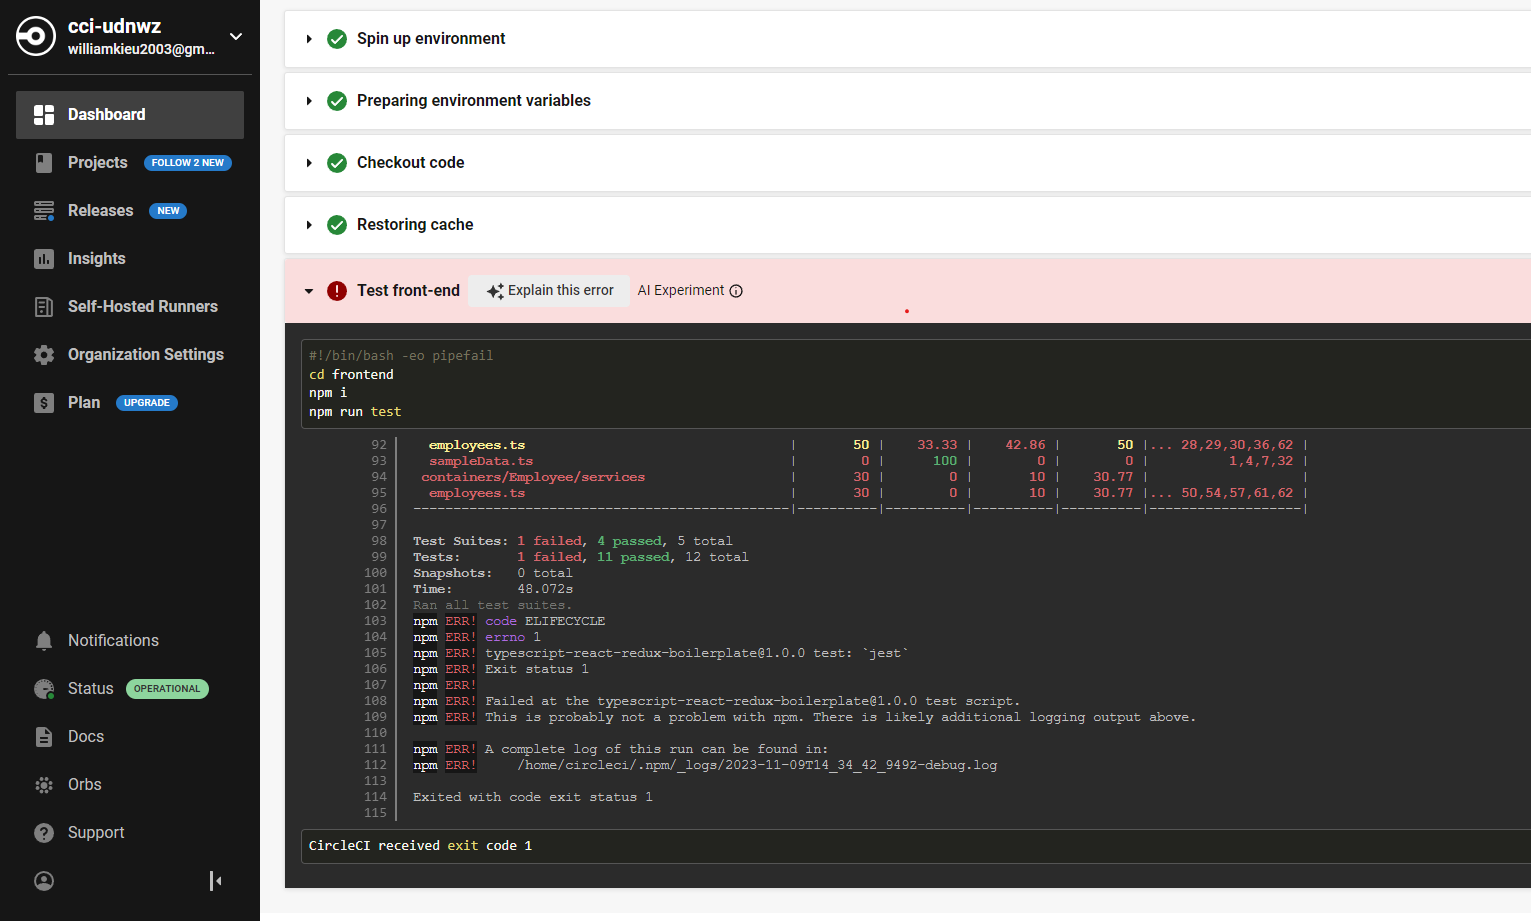 cci-udnwz
williamkieu2003@gm...
Dashboard
Projects FOLLOW 2 NEW
Releases NEW
Insights
Self-Hosted Runners
Organization Settings
Plan UPGRADE
Notifications
Status OPERATIONAL
Docs
Orbs
Support
Spin up environment
Preparing environment variables
Checkout code
Restoring cache
Test front-end Explain this error AI Experiment
#!/bin/bash -eo pipefail
cd frontend
npm i
npm run test
92 employees.ts | 50 | 33.33 | 42.86 | 50 |... 28,29,30,36,62 |
93 sampleData.ts | 0 | 100 | 0 | 0 | 1,4,7,32 |
94 containers/Employee/services | 30 | 0 | 10 | 30.77 | |
95 employees.ts | 30 | 0 | 10 | 30.77 |... 50,54,57,61,62 |
96 -----------------------------------------------|----------|----------|----------|----------|-------------------|
97
98 Test Suites: 1 failed, 4 passed, 5 total
99 Tests: 1 failed, 11 passed, 12 total
100 Snapshots: 0 total
101 Time: 48.072s
102 Ran all test suites.
103 npm ERR! code ELIFECYCLE
104 npm ERR! errno 1
105 npm ERR! typescript-react-redux-boilerplate@1.0.0 test: `jest`
106 npm ERR! Exit status 1
107 npm ERR!
108 npm ERR! Failed at the typescript-react-redux-boilerplate@1.0.0 test script.
109 npm ERR! This is probably not a problem with npm. There is likely additional logging output above.
110
111 npm ERR! A complete log of this run can be found in:
112 npm ERR! /home/circleci/.npm/_logs/2023-11-09T14_34_42_949Z-debug.log
113
114 Exited with code exit status 1
115
CircleCI received exit code 1